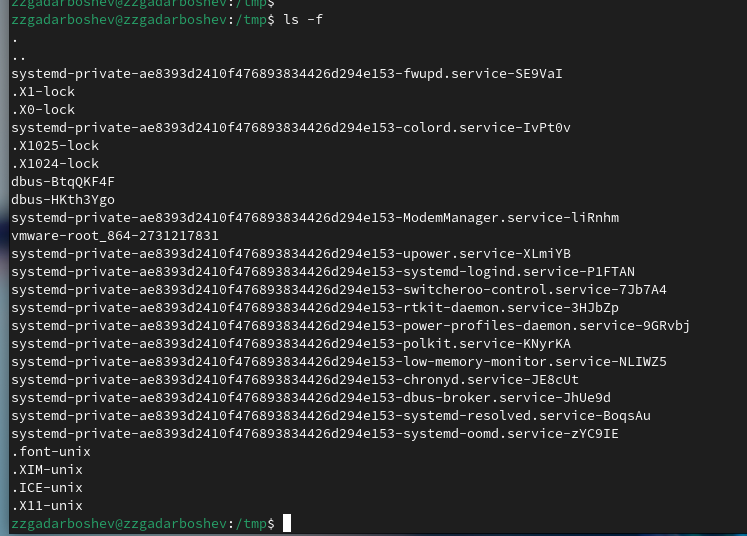 zzgadarboshev@zzgadarboshev:/tmp$
zzgadarboshev@zzgadarboshev:/tmp$ ls -f
.
..
systemd-private-ae8393d2410f476893834426d294e153-fwupd.service-SE9VaI
.X1-lock
.X0-lock
systemd-private-ae8393d2410f476893834426d294e153-colord.service-IvPt0v
.X1025-lock
.X1024-lock
dbus-BtqQKF4F
dbus-HKth3Ygo
systemd-private-ae8393d2410f476893834426d294e153-ModemManager.service-liRnhm
vmware-root_864-2731217831
systemd-private-ae8393d2410f476893834426d294e153-upower.service-XLmiYB
systemd-private-ae8393d2410f476893834426d294e153-systemd-logind.service-P1FTAN
systemd-private-ae8393d2410f476893834426d294e153-switcheroo-control.service-7Jb7A4
systemd-private-ae8393d2410f476893834426d294e153-rtkit-daemon.service-3HJbZp
systemd-private-ae8393d2410f476893834426d294e153-power-profiles-daemon.service-9GRvbj
systemd-private-ae8393d2410f476893834426d294e153-polkit.service-KNyrKA
systemd-private-ae8393d2410f476893834426d294e153-low-memory-monitor.service-NLIWZ5
systemd-private-ae8393d2410f476893834426d294e153-chronyd.service-JE8cUt
systemd-private-ae8393d2410f476893834426d294e153-dbus-broker.service-JhUe9d
systemd-private-ae8393d2410f476893834426d294e153-systemd-resolved.service-BoqsAu
systemd-private-ae8393d2410f476893834426d294e153-systemd-oomd.service-zYC9IE
.font-unix
.XIM-unix
.ICE-unix
.X11-unix
zzgadarboshev@zzgadarboshev:/tmp$